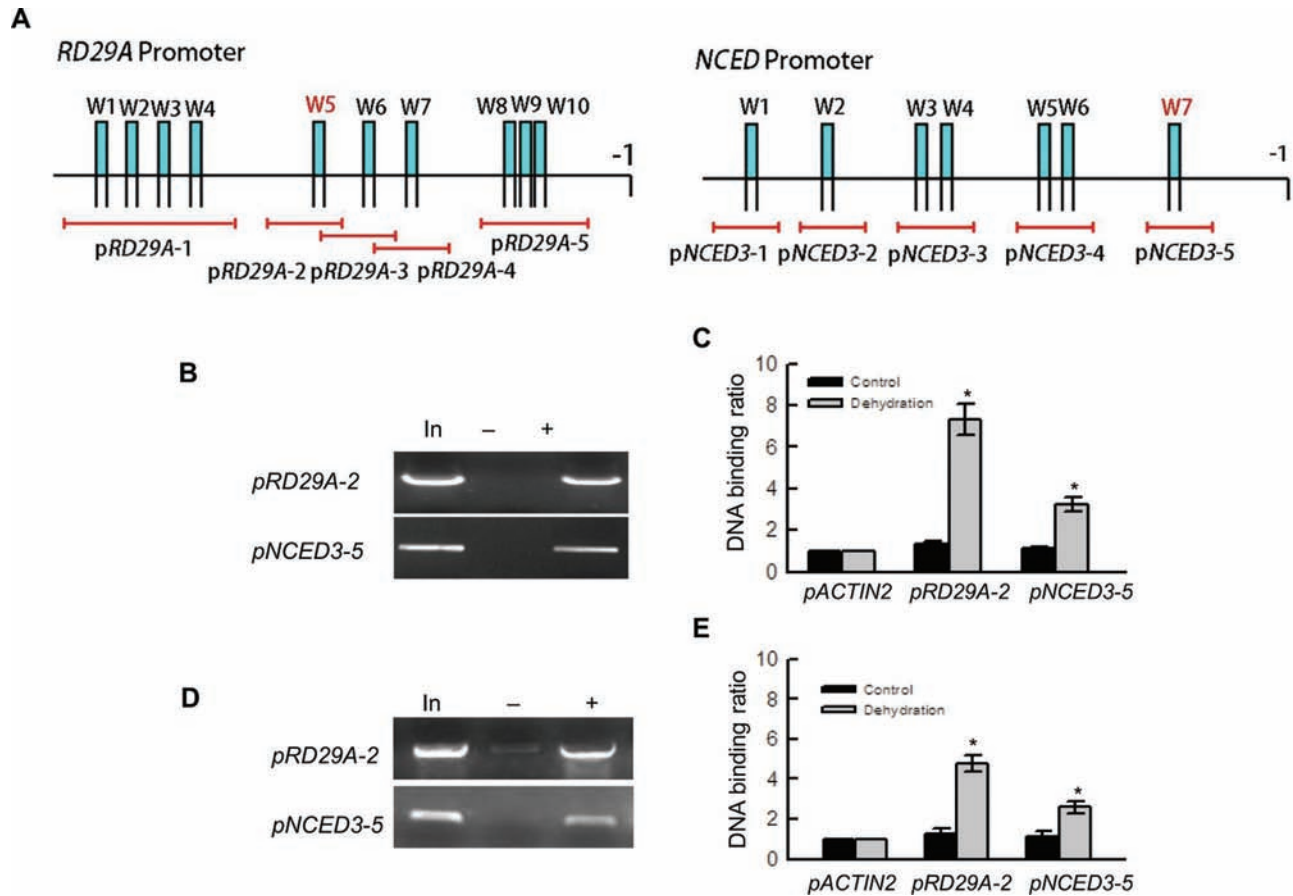 A
RD29A Promoter
W1 W2 W3 W4 W5 W6 W7 W8 W9 W10
-1
pRD29A-1
pRD29A-2 pRD29A-3 pRD29A-4
pRD29A-5
NCED Promoter
W1 W2 W3 W4 W5 W6 W7
-1
pNCED3-1 pNCED3-2 pNCED3-3 pNCED3-4 pNCED3-5
B
In – +
pRD29A-2
pNCED3-5
C
DNA binding ratio
10
8
6
4
2
0
Control
Dehydration
*
*
pACTIN2 pRD29A-2 pNCED3-5
D
In – +
pRD29A-2
pNCED3-5
E
DNA binding ratio
10
8
6
4
2
0
Control
Dehydration
*
*
pACTIN2 pRD29A-2 pNCED3-5